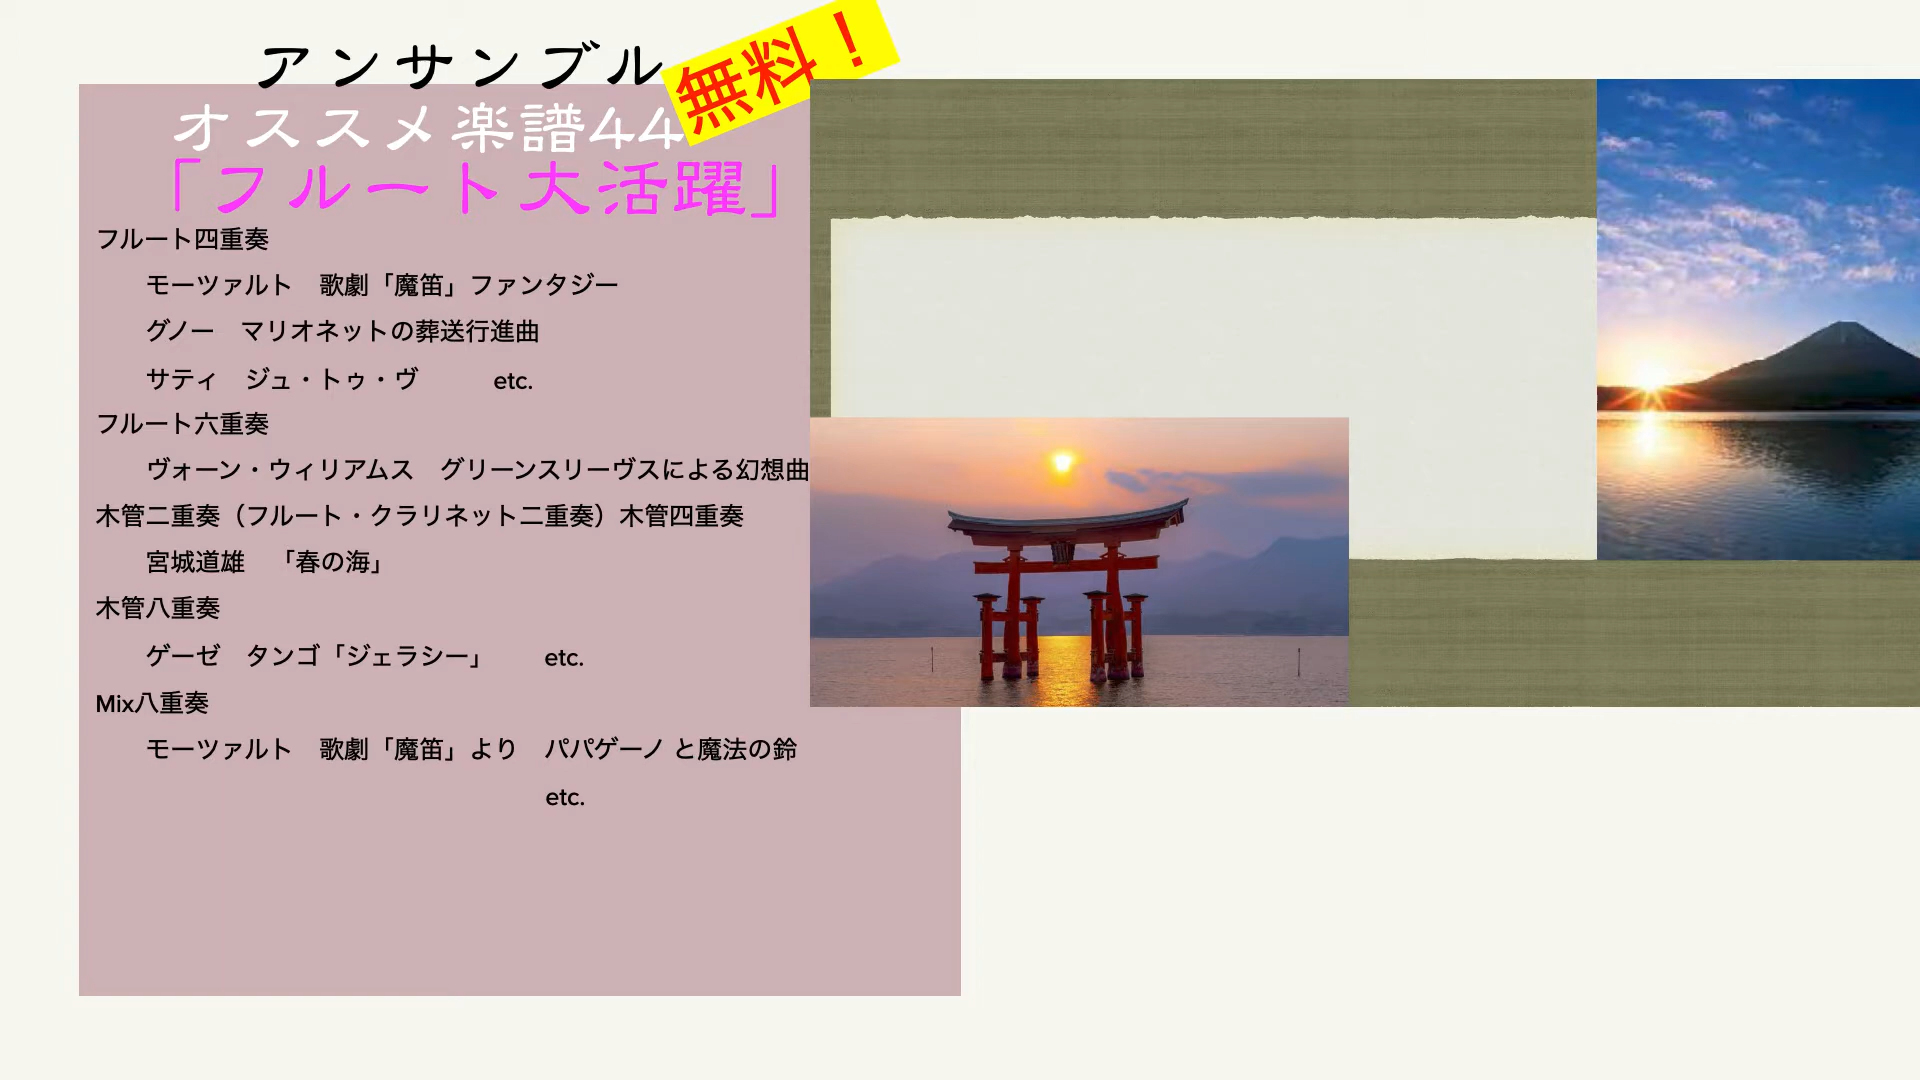 アンサンブル
無料！
オススメ楽譜44
「フルート大活躍」
フルート四重奏
モーツァルト　歌劇「魔笛」ファンタジー
グノー　マリオネットの葬送行進曲
サティ　ジュ・トゥ・ヴ　　　etc.
フルート六重奏
ヴォーン・ウィリアムス　グリーンスリーヴスによる幻想曲
木管二重奏（フルート・クラリネット二重奏）木管四重奏
宮城道雄　「春の海」
木管八重奏
ゲーゼ　タンゴ「ジェラシー」　　etc.
Mix八重奏
モーツァルト　歌劇「魔笛」より　パパゲーノ と魔法の鈴
etc.